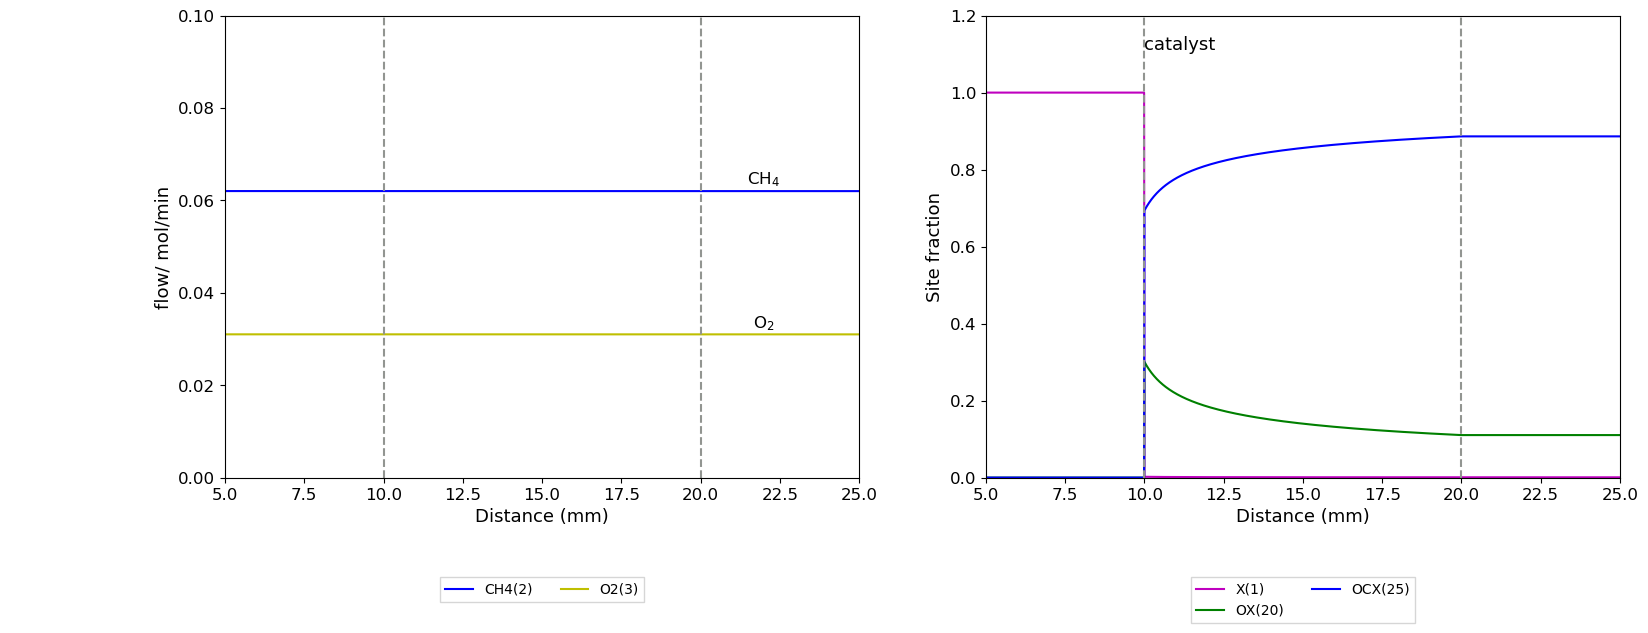 0.10
0.08
0.06
0.04
0.02
0.00
flow/ mol/min
CH₄
O₂
5.0 7.5 10.0 12.5 15.0 17.5 20.0 22.5 25.0
Distance (mm)
CH4(2) O2(3)
1.2
1.0
0.8
0.6
0.4
0.2
0.0
Site fraction
catalyst
5.0 7.5 10.0 12.5 15.0 17.5 20.0 22.5 25.0
Distance (mm)
X(1) OCX(25)
OX(20)